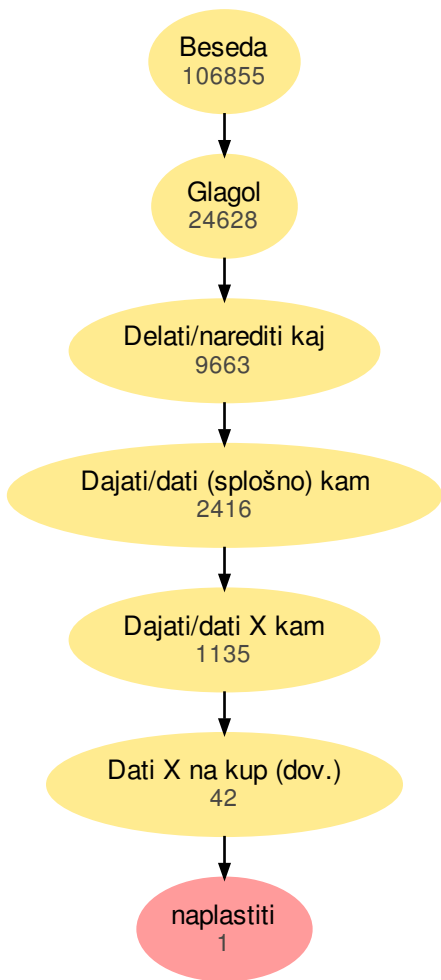 Beseda
106855
Glagol
24628
Delati/narediti kaj
9663
Dajati/dati (splošno) kam
2416
Dajati/dati X kam
1135
Dati X na kup (dov.)
42
naplastiti
1